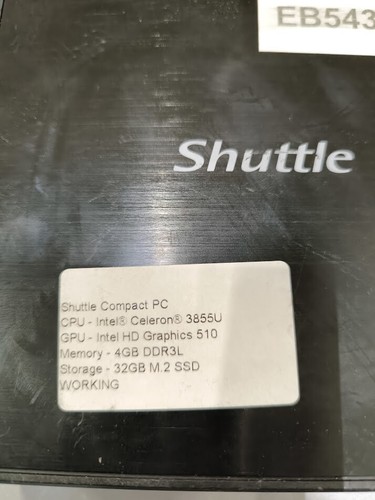 EB543
Shuttle
Shuttle Compact PC
CPU - Intel® Celeron® 3855U
GPU - Intel HD Graphics 510
Memory - 4GB DDR3L
Storage - 32GB M.2 SSD
WORKING